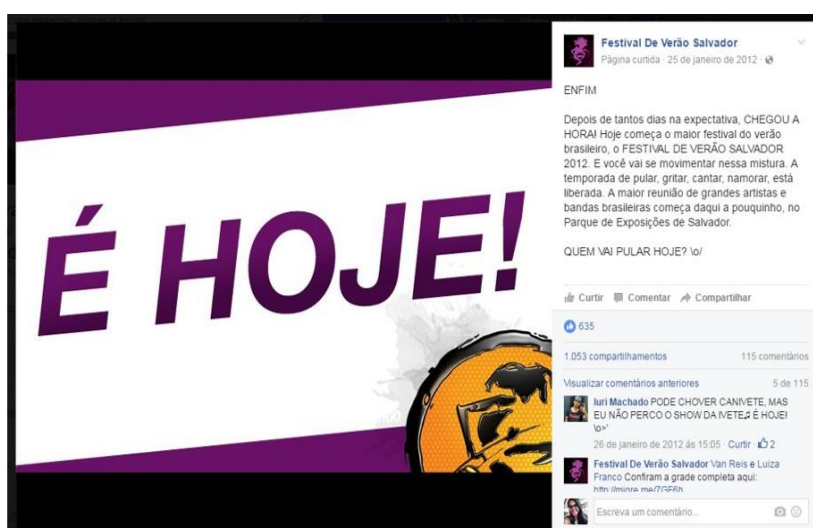 É HOJE!
Festival De Verão Salvador
Página curtida · 25 de janeiro de 2012 ·
ENFIM
Depois de tantos dias na expectativa, CHEGOU A
HORA! Hoje começa o maior festival do verão
brasileiro, o FESTIVAL DE VERÃO SALVADOR
2012. E você vai se movimentar nessa mistura. A
temporada de pular, gritar, cantar, namorar, está
liberada. A maior reunião de grandes artistas e
bandas brasileiras começa daqui a pouquinho, no
Parque de Exposições de Salvador.
QUEM VAI PULAR HOJE? \o/
Curtir Comentar Compartilhar
635
1.053 compartilhamentos 115 comentários
Visualizar comentários anteriores 5 de 115
Iuri Machado PODE CHOVER CANIVETE, MAS
EU NÃO PERCO O SHOW DA IVETE♫ É HOJE!
\o>'
26 de janeiro de 2012 às 15:05 · Curtir · 2
Festival De Verão Salvador Van Reis e Luiza
Franco Confiram a grade completa aqui:
Escreva um comentário...